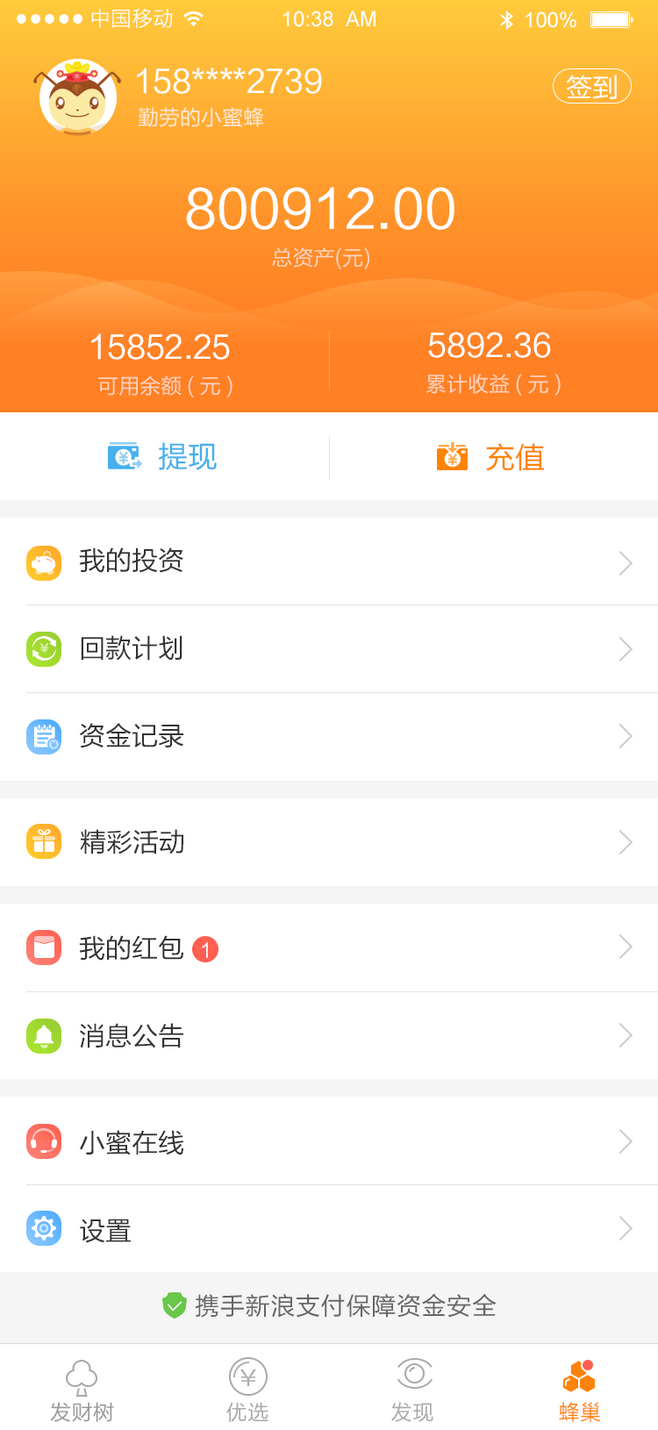 中国移动 10:38 AM 100%
158****2739
签到
勤劳的小蜜蜂
800912.00
总资产(元)
15852.25 5892.36
可用余额 ( 元 ) 累计收益 ( 元 )
提现 充值
我的投资
回款计划
资金记录
精彩活动
我的红包 1
消息公告
小蜜在线
设置
携手新浪支付保障资金安全
发财树 优选 发现 蜂巢